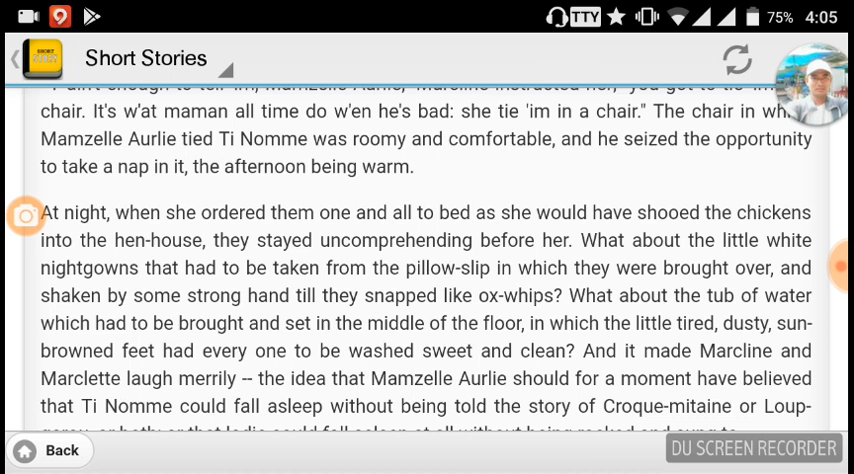 TTY 75% 4:05
SHORT
Short Stories
chair. It's w'at maman all time do w'en he's bad: she tie 'im in a chair." The chair in
Mamzelle Aurlie tied Ti Nomme was roomy and comfortable, and he seized the opportunity
to take a nap in it, the afternoon being warm.
At night, when she ordered them one and all to bed as she would have shooed the chickens
into the hen-house, they stayed uncomprehending before her. What about the little white
nightgowns that had to be taken from the pillow-slip in which they were brought over, and
shaken by some strong hand till they snapped like ox-whips? What about the tub of water
which had to be brought and set in the middle of the floor, in which the little tired, dusty, sun-
browned feet had every one to be washed sweet and clean? And it made Marcline and
Marclette laugh merrily -- the idea that Mamzelle Aurlie should for a moment have believed
that Ti Nomme could fall asleep without being told the story of Croque-mitaine or Loup-
Back
DU SCREEN RECORDER